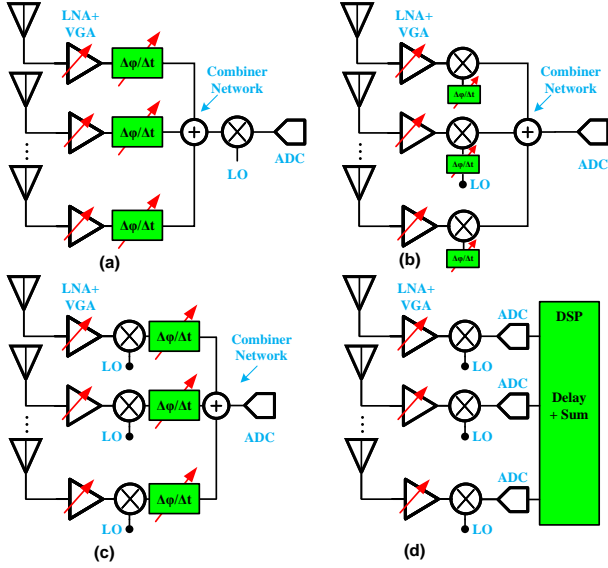 LNA+
VGA
Δφ/Δt
Combiner
Network
Δφ/Δt
ADC
LO
Δφ/Δt
(a)
LNA+
VGA
Δφ/Δt
Combiner
Network
Δφ/Δt
ADC
LO
Δφ/Δt
(b)
LNA+
VGA
Δφ/Δt
Combiner
Network
LO
Δφ/Δt
LO
ADC
Δφ/Δt
LO
(c)
LNA+
VGA
ADC
DSP
LO
ADC
Delay
+ Sum
LO
ADC
LO
(d)